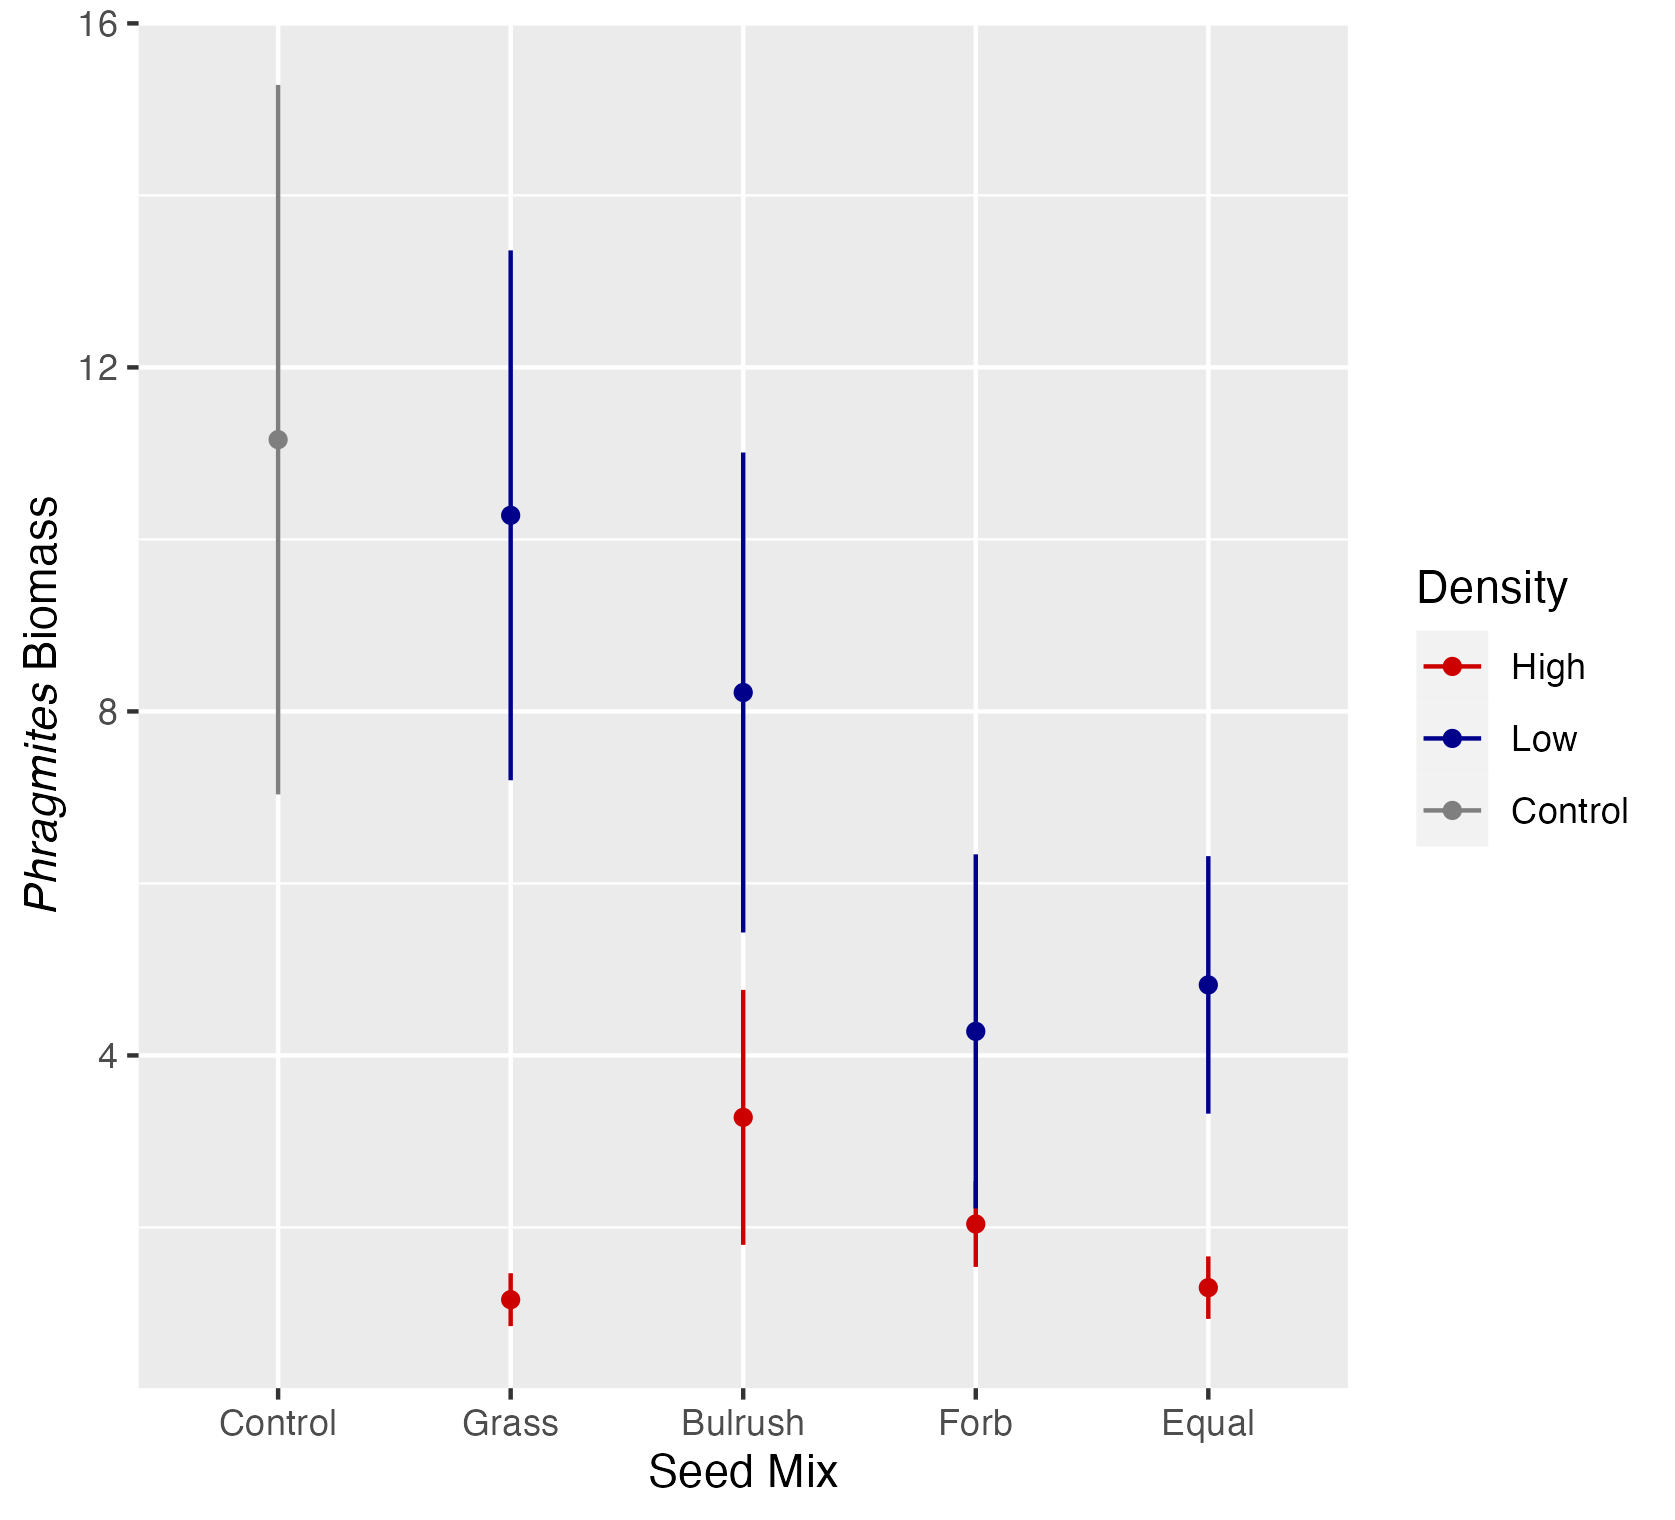 16
12
8
4
Phragmites Biomass
Control Grass Bulrush Forb Equal
Seed Mix
Density
High
Low
Control